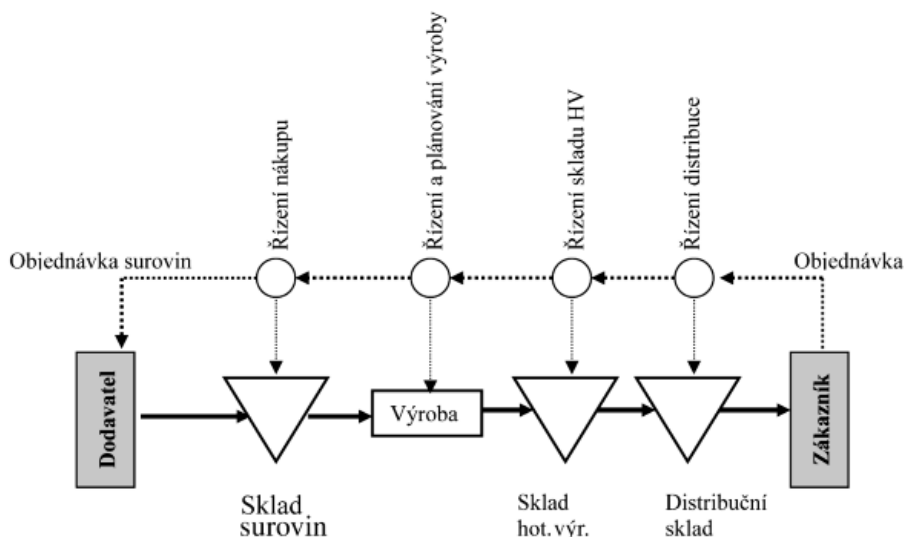 Řízení nákupu
Řízení a plánování výroby
Řízení skladu HV
Řízení distribuce
Objednávka surovin
Objednávka
Dodavatel
Výroba
Zákazník
Sklad
surovin
Sklad
hot. výr.
Distribuční
sklad